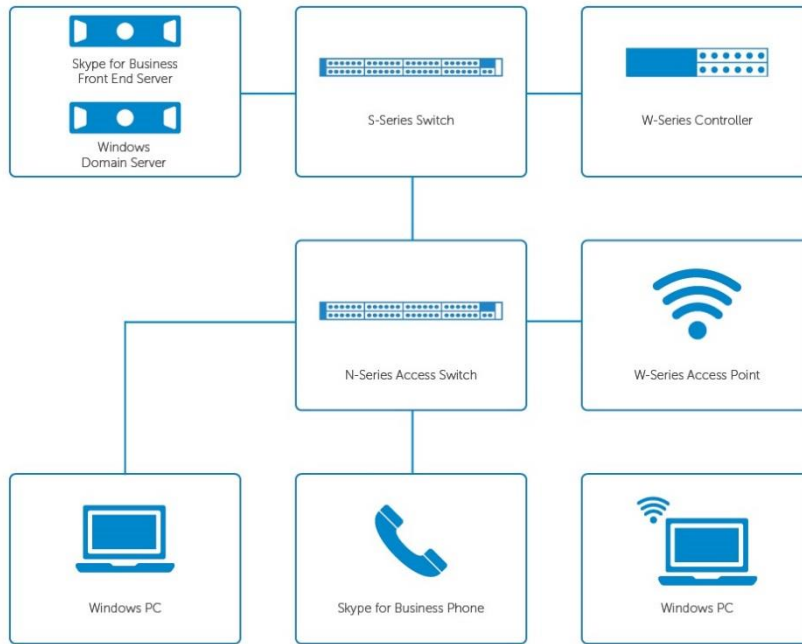 Skype for Business
Front End Server
Windows
Domain Server
S-Series Switch
W-Series Controller
N-Series Access Switch
W-Series Access Point
Windows PC
Skype for Business Phone
Windows PC